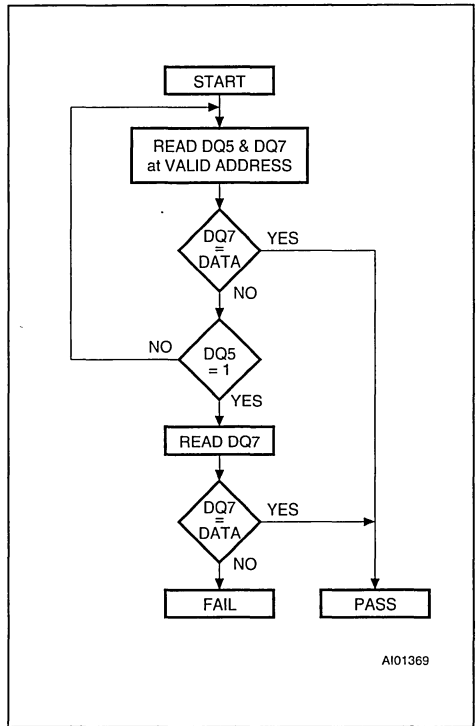 START
READ DQ5 & DQ7
at VALID ADDRESS
DQ7
=
DATA
YES
NO
NO
DQ5
= 1
YES
READ DQ7
DQ7
=
DATA
YES
NO
FAIL
PASS
AI01369